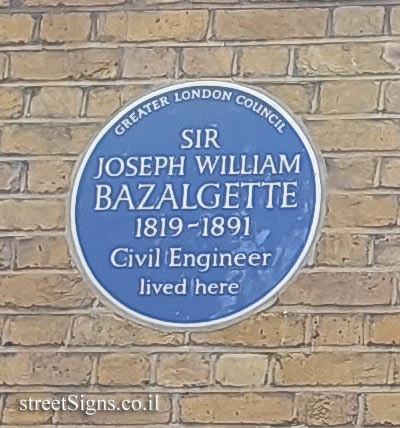 GREATER LONDON COUNCIL
SIR
JOSEPH WILLIAM
BAZALGETTE
1819~1891
Civil Engineer
lived here
streetSigns.co.il